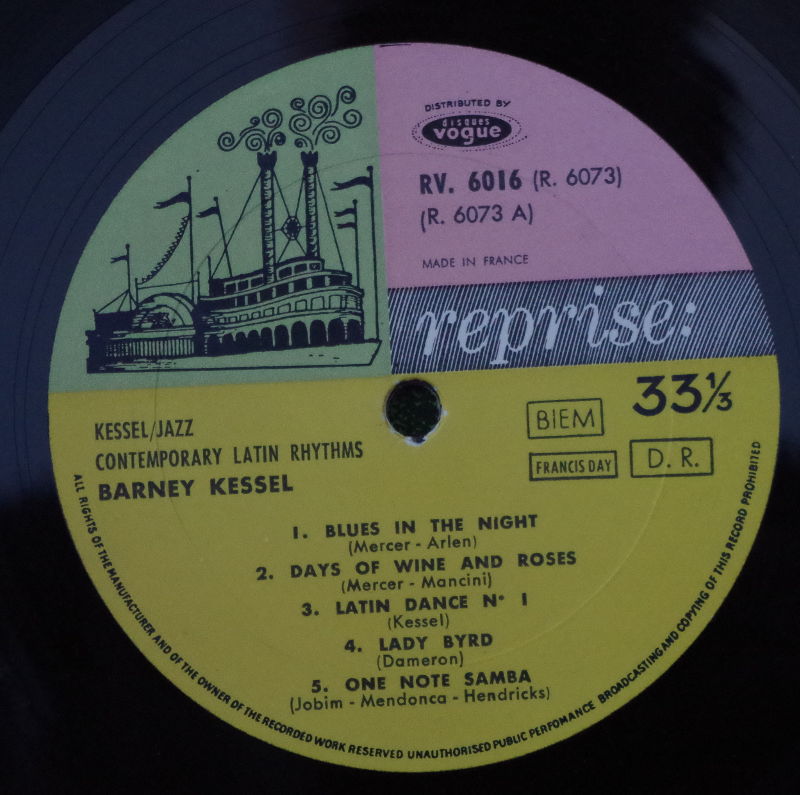 DISTRIBUTED BY
disques
vogue
RV. 6016 (R. 6073)
(R. 6073 A)
MADE IN FRANCE
reprise:
33⅓
BIEM
FRANCIS DAY
D. R.
KESSEL/JAZZ
CONTEMPORARY LATIN RHYTHMS
BARNEY KESSEL
1. BLUES IN THE NIGHT
(Mercer - Arlen)
2. DAYS OF WINE AND ROSES
(Mercer - Mancini)
3. LATIN DANCE N° 1
(Kessel)
4. LADY BYRD
(Dameron)
5. ONE NOTE SAMBA
(Jobim - Mendonca - Hendricks)
ALL RIGHTS OF THE MANUFACTURER AND OF THE OWNER OF THE RECORDED WORK RESERVED UNAUTHORISED PUBLIC PERFOMANCE BROADCASTING AND COPYING OF THIS RECORD PROHIBITED